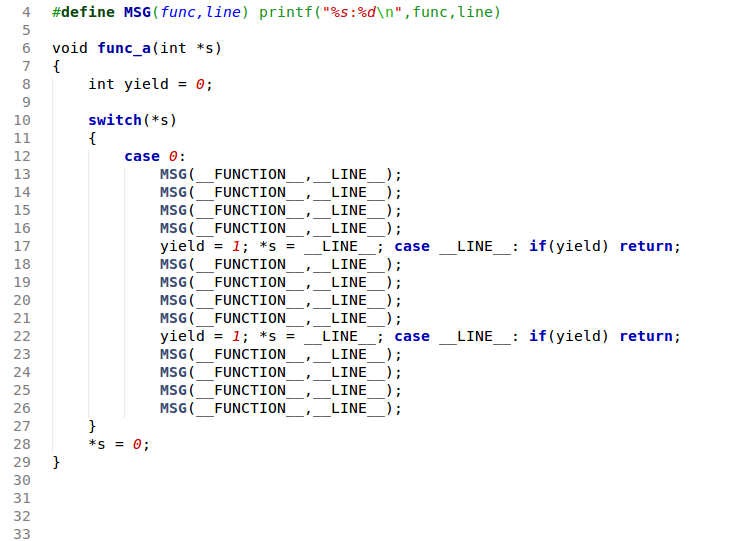 4 #define MSG(func,line) printf("%s:%d\n",func,line)
5
6 void func_a(int *s)
7 {
8     int yield = 0;
9
10     switch(*s)
11     {
12         case 0:
13             MSG(__FUNCTION__,__LINE__);
14             MSG(__FUNCTION__,__LINE__);
15             MSG(__FUNCTION__,__LINE__);
16             MSG(__FUNCTION__,__LINE__);
17             yield = 1; *s = __LINE__; case __LINE__: if(yield) return;
18             MSG(__FUNCTION__,__LINE__);
19             MSG(__FUNCTION__,__LINE__);
20             MSG(__FUNCTION__,__LINE__);
21             MSG(__FUNCTION__,__LINE__);
22             yield = 1; *s = __LINE__; case __LINE__: if(yield) return;
23             MSG(__FUNCTION__,__LINE__);
24             MSG(__FUNCTION__,__LINE__);
25             MSG(__FUNCTION__,__LINE__);
26             MSG(__FUNCTION__,__LINE__);
27     }
28     *s = 0;
29 }
30
31
32
33